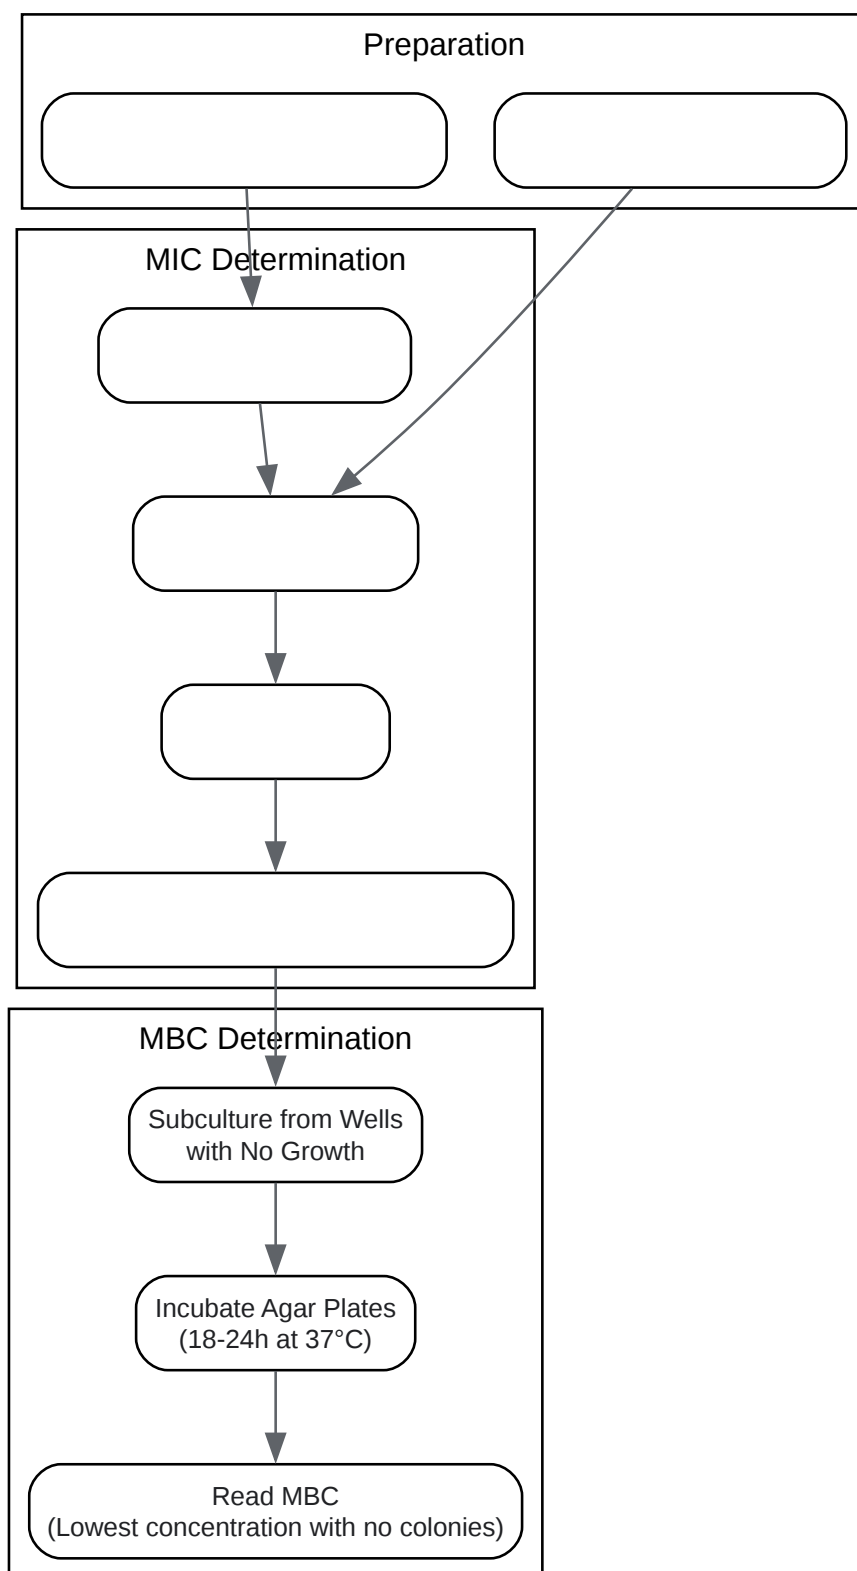 Preparation
MIC Determination
MBC Determination
Subculture from Wells
with No Growth
Incubate Agar Plates
(18-24h at 37°C)
Read MBC
(Lowest concentration with no colonies)